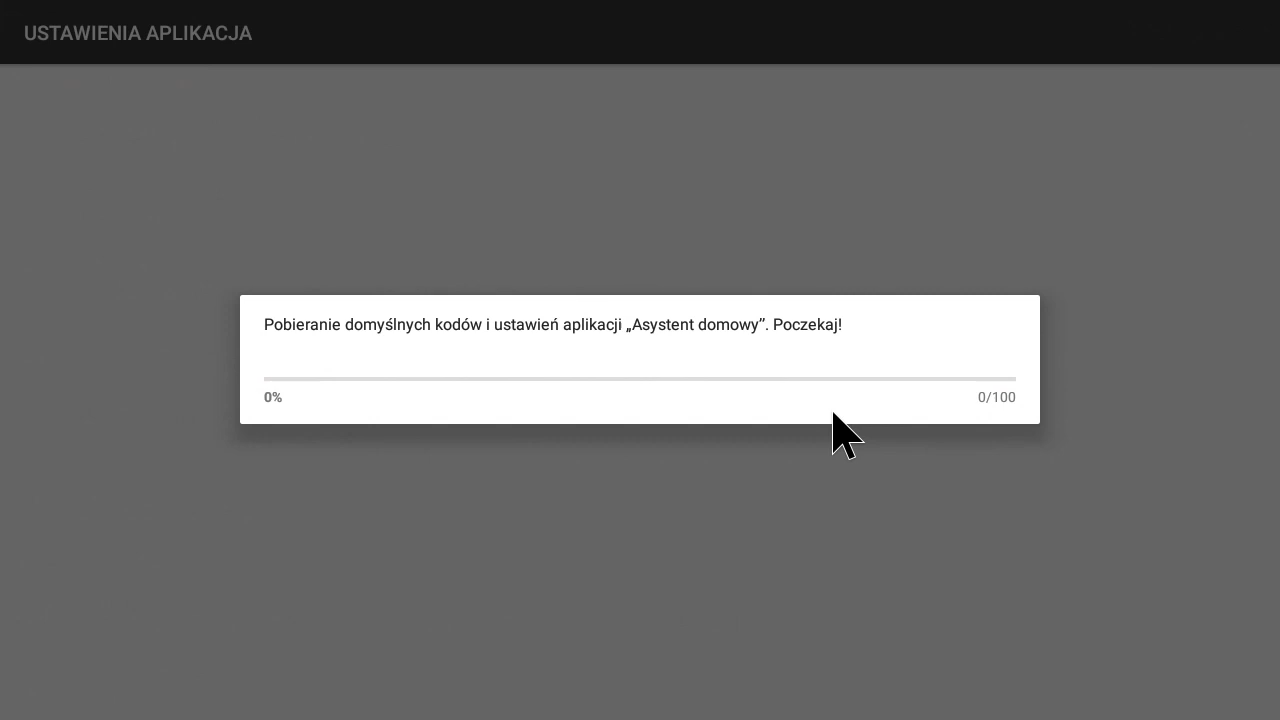 USTAWIENIA APLIKACJA
Pobieranie domyślnych kodów i ustawień aplikacji „Asystent domowy”. Poczekaj!
0% 0/100